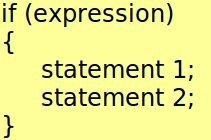 if (expression)
{
statement 1;
statement 2;
}